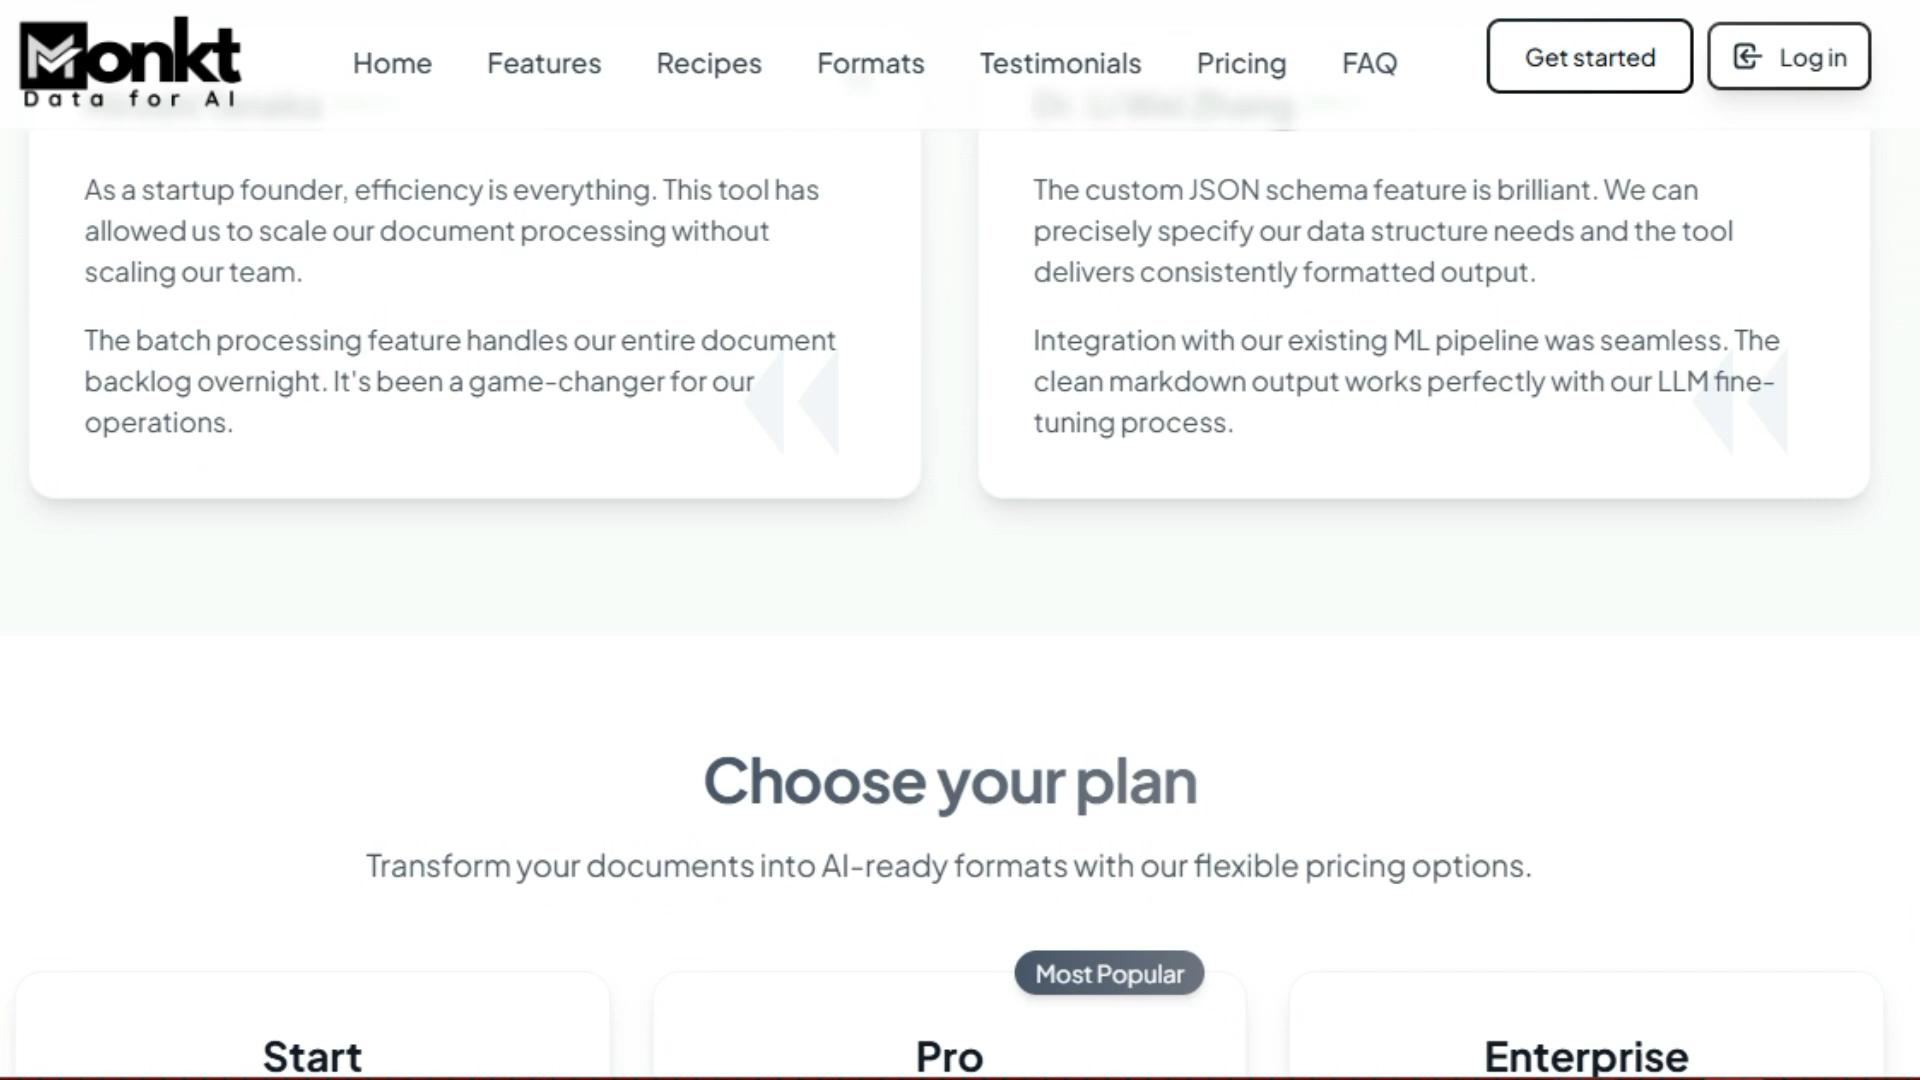 Monkt
Data for AI
Home
Features
Recipes
Formats
Testimonials
Pricing
FAQ
Get started
Log in
Dr. Li Wei Zhang
As a startup founder, efficiency is everything. This tool has
allowed us to scale our document processing without
scaling our team.
The batch processing feature handles our entire document
backlog overnight. It's been a game-changer for our
operations.
The custom JSON schema feature is brilliant. We can
precisely specify our data structure needs and the tool
delivers consistently formatted output.
Integration with our existing ML pipeline was seamless. The
clean markdown output works perfectly with our LLM fine-
tuning process.
Choose your plan
Transform your documents into AI-ready formats with our flexible pricing options.
Most Popular
Start
Pro
Enterprise